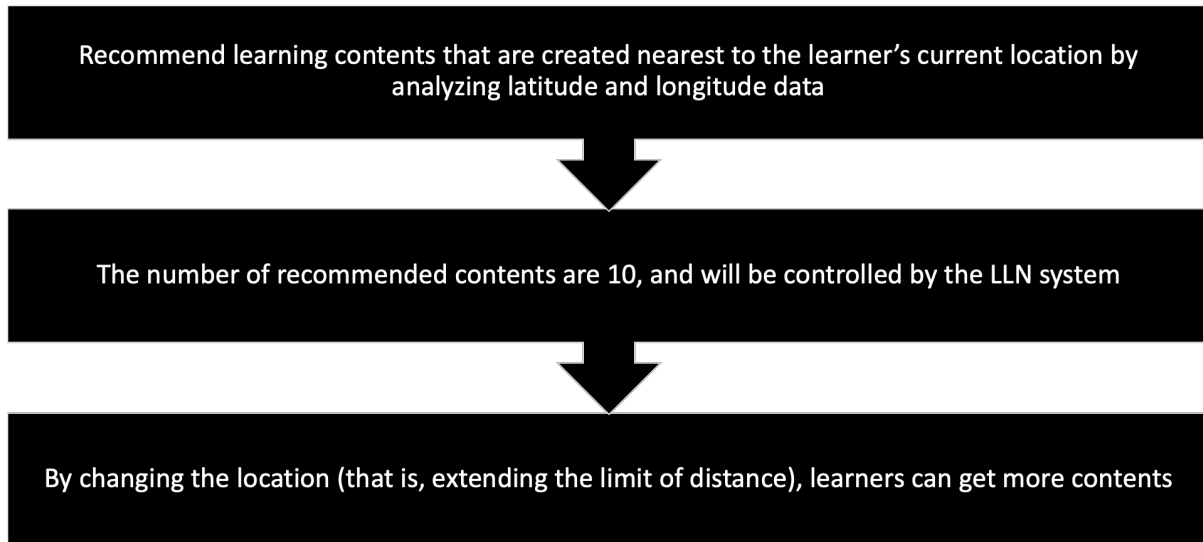 Recommend learning contents that are created nearest to the learner’s current location by
analyzing latitude and longitude data
The number of recommended contents are 10, and will be controlled by the LLN system
By changing the location (that is, extending the limit of distance), learners can get more contents